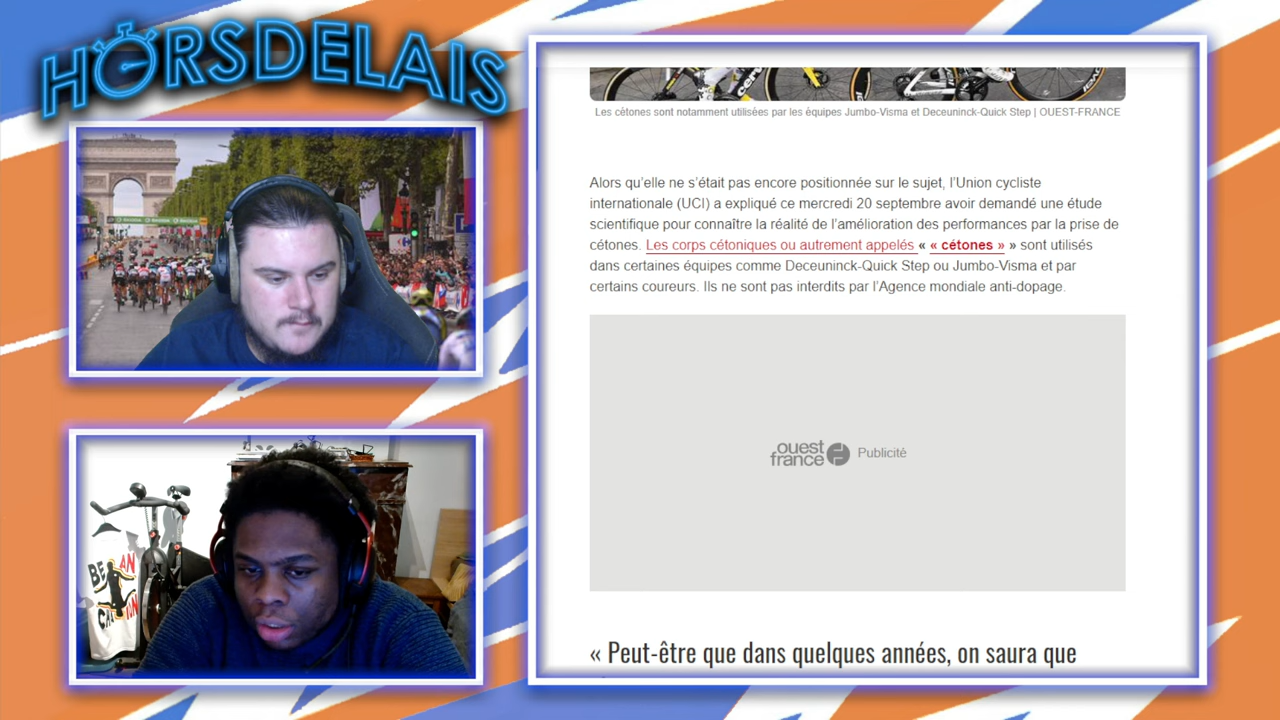 HORSDELAIS
Les cétones sont notamment utilisées par les équipes Jumbo-Visma et Deceuninck-Quick Step | OUEST-FRANCE
Alors qu’elle ne s’était pas encore positionnée sur le sujet, l’Union cycliste
internationale (UCI) a expliqué ce mercredi 20 septembre avoir demandé une étude
scientifique pour connaître la réalité de l’amélioration des performances par la prise de
cétones. Les corps cétoniques ou autrement appelés « « cétones » » sont utilisés
dans certaines équipes comme Deceuninck-Quick Step ou Jumbo-Visma et par
certains coureurs. Ils ne sont pas interdits par l’Agence mondiale anti-dopage.
ouest
france
Publicité
« Peut-être que dans quelques années, on saura que
BE AN